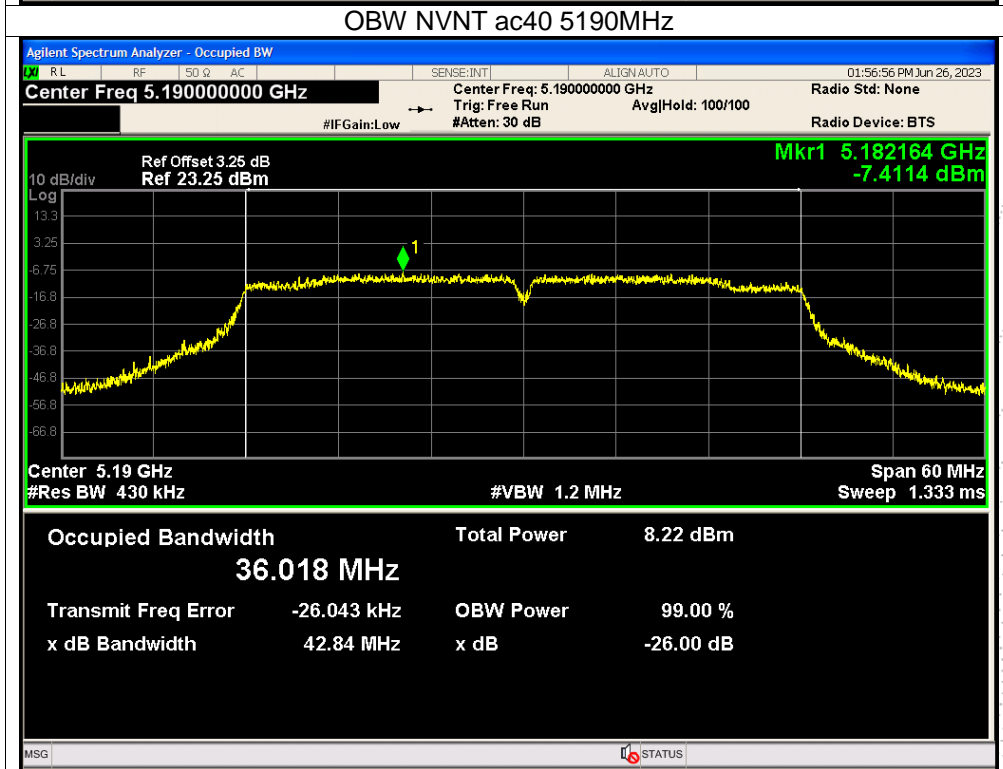 OBW NVNT ac40 5190MHz
Agilent Spectrum Analyzer - Occupied BW
LXI RL RF 50 Ω AC SENSE:INT ALIGN AUTO 01:56:56 PM Jun 26, 2023
Center Freq 5.190000000 GHz Center Freq: 5.190000000 GHz Radio Std: None
Trig: Free Run Avg|Hold: 100/100
#IFGain:Low #Atten: 30 dB Radio Device: BTS
Mkr1 5.182164 GHz
-7.4114 dBm
Ref Offset 3.25 dB
10 dB/div Ref 23.25 dBm
Log
13.3
3.25
1
-6.75
-16.8
-26.8
-36.8
-46.8
-56.8
-66.8
Center 5.19 GHz Span 60 MHz
#Res BW 430 kHz #VBW 1.2 MHz Sweep 1.333 ms
Occupied Bandwidth Total Power 8.22 dBm
36.018 MHz
Transmit Freq Error -26.043 kHz OBW Power 99.00 %
x dB Bandwidth 42.84 MHz x dB -26.00 dB
MSG STATUS